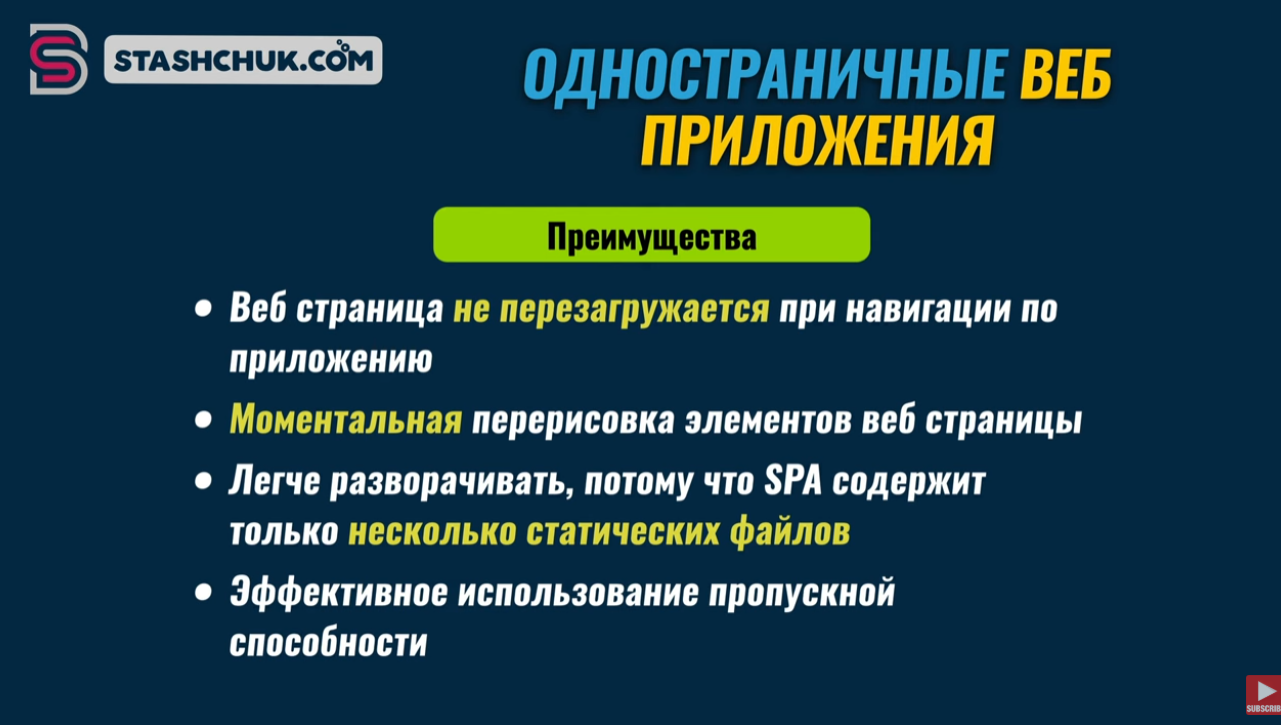 STASHCHUK.COM
ОДНОСТРАНИЧНЫЕ ВЕБ
ПРИЛОЖЕНИЯ
Преимущества
• Веб страница не перезагружается при навигации по
приложению
• Моментальная перерисовка элементов веб страницы
• Легче разворачивать, потому что SPA содержит
только несколько статических файлов
• Эффективное использование пропускной
способности
SUBSCRIB